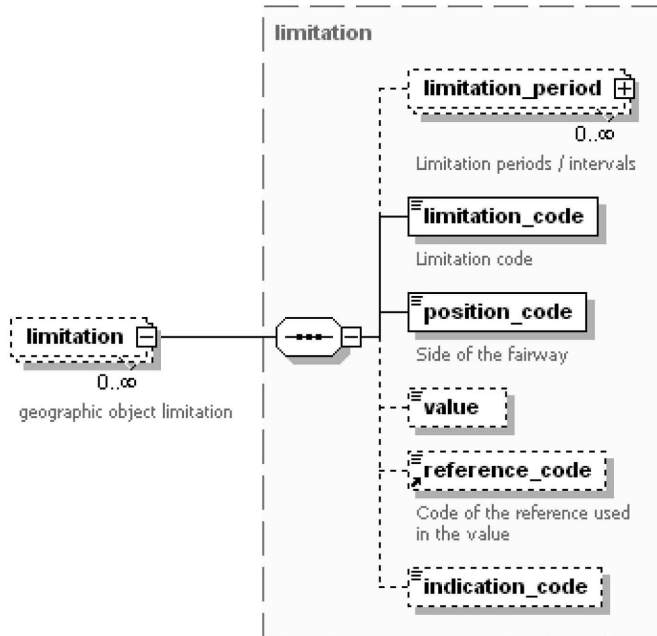 limitation
limitation_period
0..∞
Limitation periods / intervals
limitation_code
Limitation code
position_code
Side of the fairway
limitation
0..∞
geographic object limitation
value
reference_code
Code of the reference used
in the value
indication_code